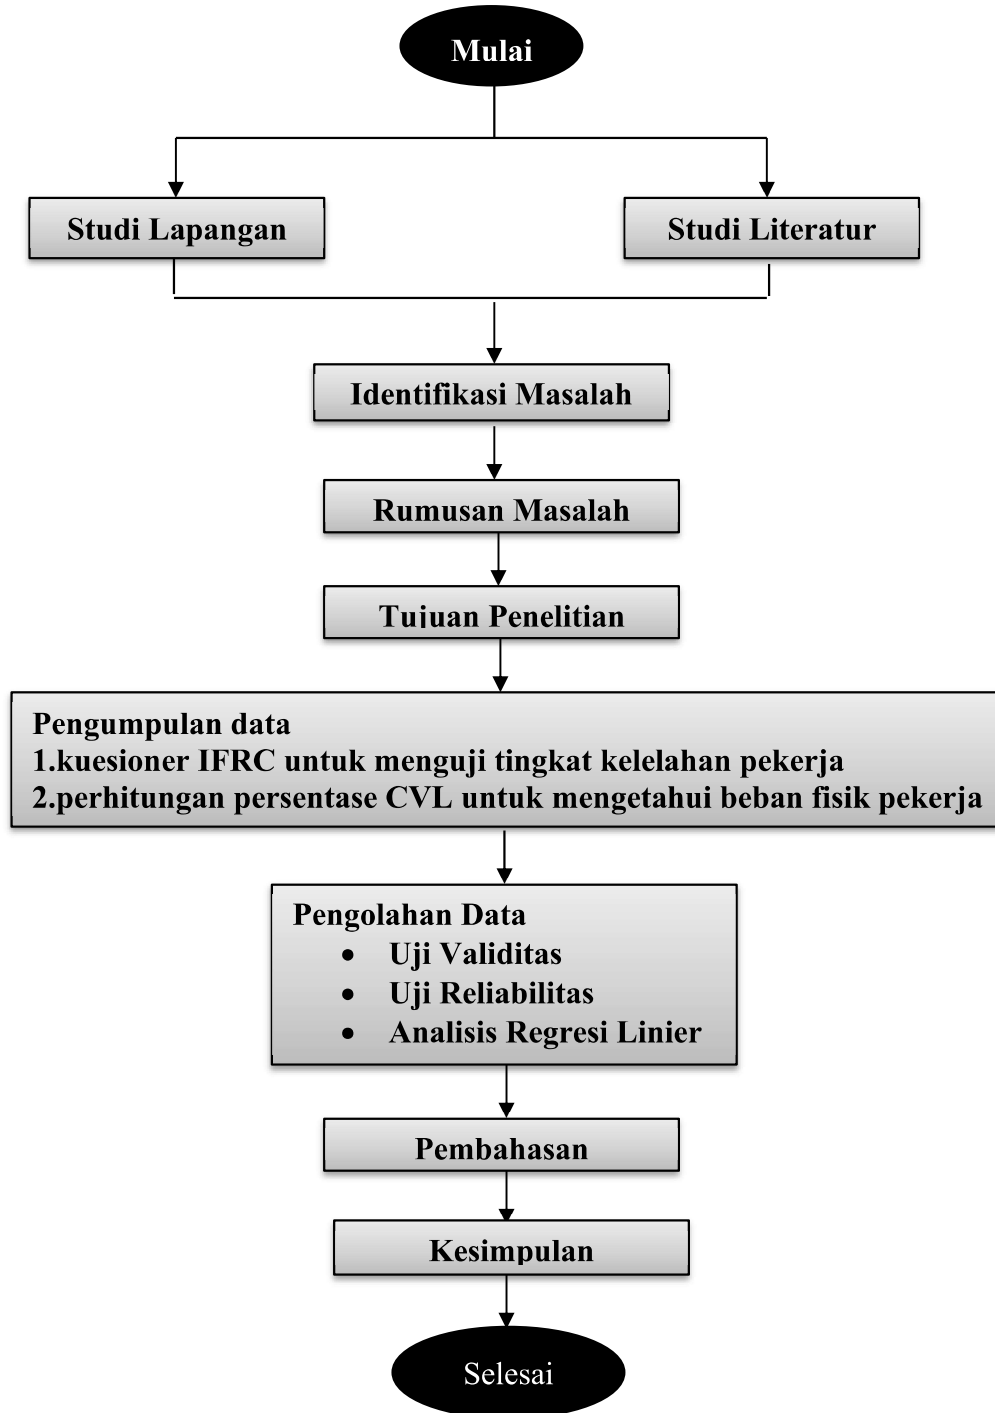 Mulai
Studi Lapangan
Studi Literatur
Identifikasi Masalah
Rumusan Masalah
Tujuan Penelitian
Pengumpulan data
1.kuesioner IFRC untuk menguji tingkat kelelahan pekerja
2.perhitungan persentase CVL untuk mengetahui beban fisik pekerja
Pengolahan Data
• Uji Validitas
• Uji Reliabilitas
• Analisis Regresi Linier
Pembahasan
Kesimpulan
Selesai